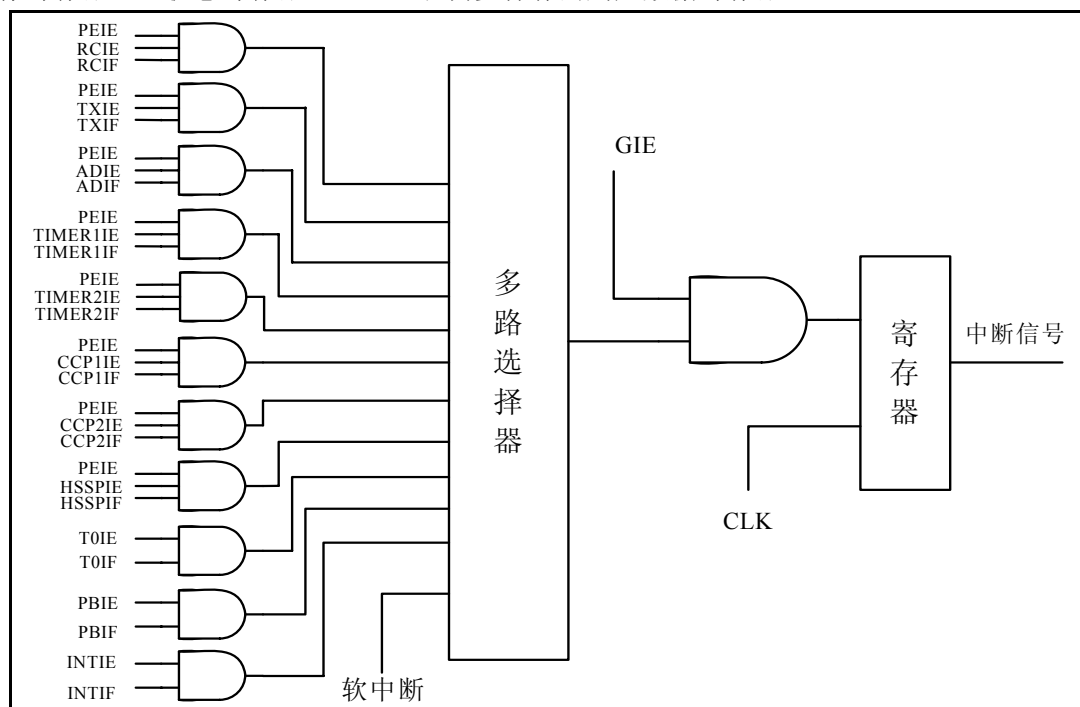 PEIE
RCIE
RCIF
PEIE
TXIE
TXIF
PEIE
ADIE
ADIF
PEIE
TIMER1IE
TIMER1IF
PEIE
TIMER2IE
TIMER2IF
PEIE
CCP1IE
CCP1IF
PEIE
CCP2IE
CCP2IF
PEIE
HSSPIE
HSSPIF
T0IE
T0IF
PBIE
PBIF
INTIE
INTIF
软中断
多路选择器
GIE
CLK
寄存器
中断信号